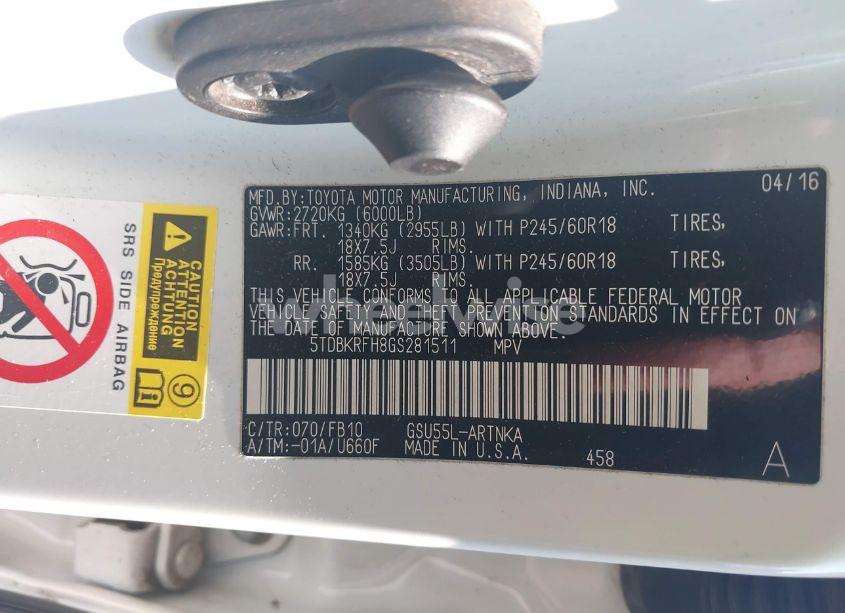 MFD.BY:TOYOTA MOTOR MANUFACTURING, INDIANA, INC. 04/16
GVWR:2720KG (6000LB)
GAWR:FRT. 1340KG (2955LB) WITH P245/60R18 TIRES,
18X7.5J RIMS.
RR. 1585KG (3505LB) WITH P245/60R18 TIRES,
18X7.5J RIMS.
THIS VEHICLE CONFORMS TO ALL APPLICABLE FEDERAL MOTOR
VEHICLE SAFETY AND THEFT PREVENTION STANDARDS IN EFFECT ON
THE DATE OF MANUFACTURE SHOWN ABOVE.
5TDBKRFH8GS281511 MPV
C/TR:070/FB10 GSU55L-ARTNKA
A/TM:-01A/U660F MADE IN U.S.A. 458 A
SRS SIDE AIRBAG
CAUTION
ATTENTION
ACHTUNG
Предупреждение
9
wheelwise